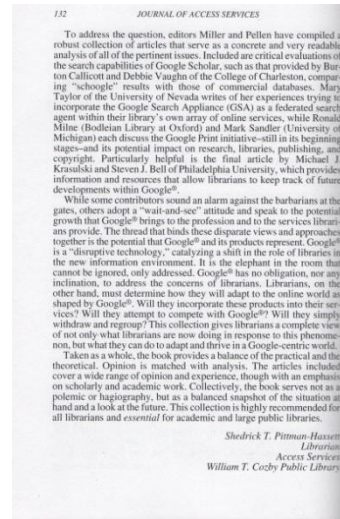 132 JOURNAL OF ACCESS SERVICES
To address the question, editors Miller and Pellen have compiled a
robust collection of articles that serve as a concrete and very readable
analysis of all of the pertinent issues. Included are critical evaluations of
the search capabilities of Google Scholar, such as that provided by Bur-
ton Callicott and Debbie Vaughn of the College of Charleston, compar-
ing "schoogle" results with those of commercial databases. Mary
Taylor of the University of Nevada writes of her experiences trying to
incorporate the Google Search Appliance (GSA) as a federated search
agent within their library's own array of online services, while Ronald
Milne (Bodleian Library at Oxford) and Mark Sandler (University of
Michigan) each discuss the Google Print initiative–still in its beginning
stages–and its potential impact on research, libraries, publishing, and
copyright. Particularly helpful is the final article by Michael J.
Krasulski and Steven J. Bell of Philadelphia University, which provides
information and resources that allow librarians to keep track of future
developments within Google®.
While some contributors sound an alarm against the barbarians at the
gates, others adopt a "wait-and-see" attitude and speak to the potential
growth that Google® brings to the profession and to the services librari-
ans provide. The thread that binds these disparate views and approaches
together is the potential that Google® and its products represent. Google®
is a "disruptive technology," catalyzing a shift in the role of libraries in
the new information environment. It is the elephant in the room that
cannot be ignored, only addressed. Google® has no obligation, nor any
inclination, to address the concerns of librarians. Librarians, on the
other hand, must determine how they will adapt to the online world as
shaped by Google®. Will they incorporate these products into their ser-
vices? Will they attempt to compete with Google®? Will they simply
withdraw and regroup? This collection gives librarians a complete view
of not only what librarians are now doing in response to this phenome-
non, but what they can do to adapt and thrive in a Google-centric world.
Taken as a whole, the book provides a balance of the practical and the
theoretical. Opinion is matched with analysis. The articles included
cover a wide range of opinion and experience, though with an emphasis
on scholarly and academic work. Collectively, the book serves not as a
polemic or hagiography, but as a balanced snapshot of the situation at
hand and a look at the future. This collection is highly recommended for
all librarians and essential for academic and large public libraries.
Shedrick T. Pittman-Hassett
Librarian
Access Services
William T. Cozby Public Library